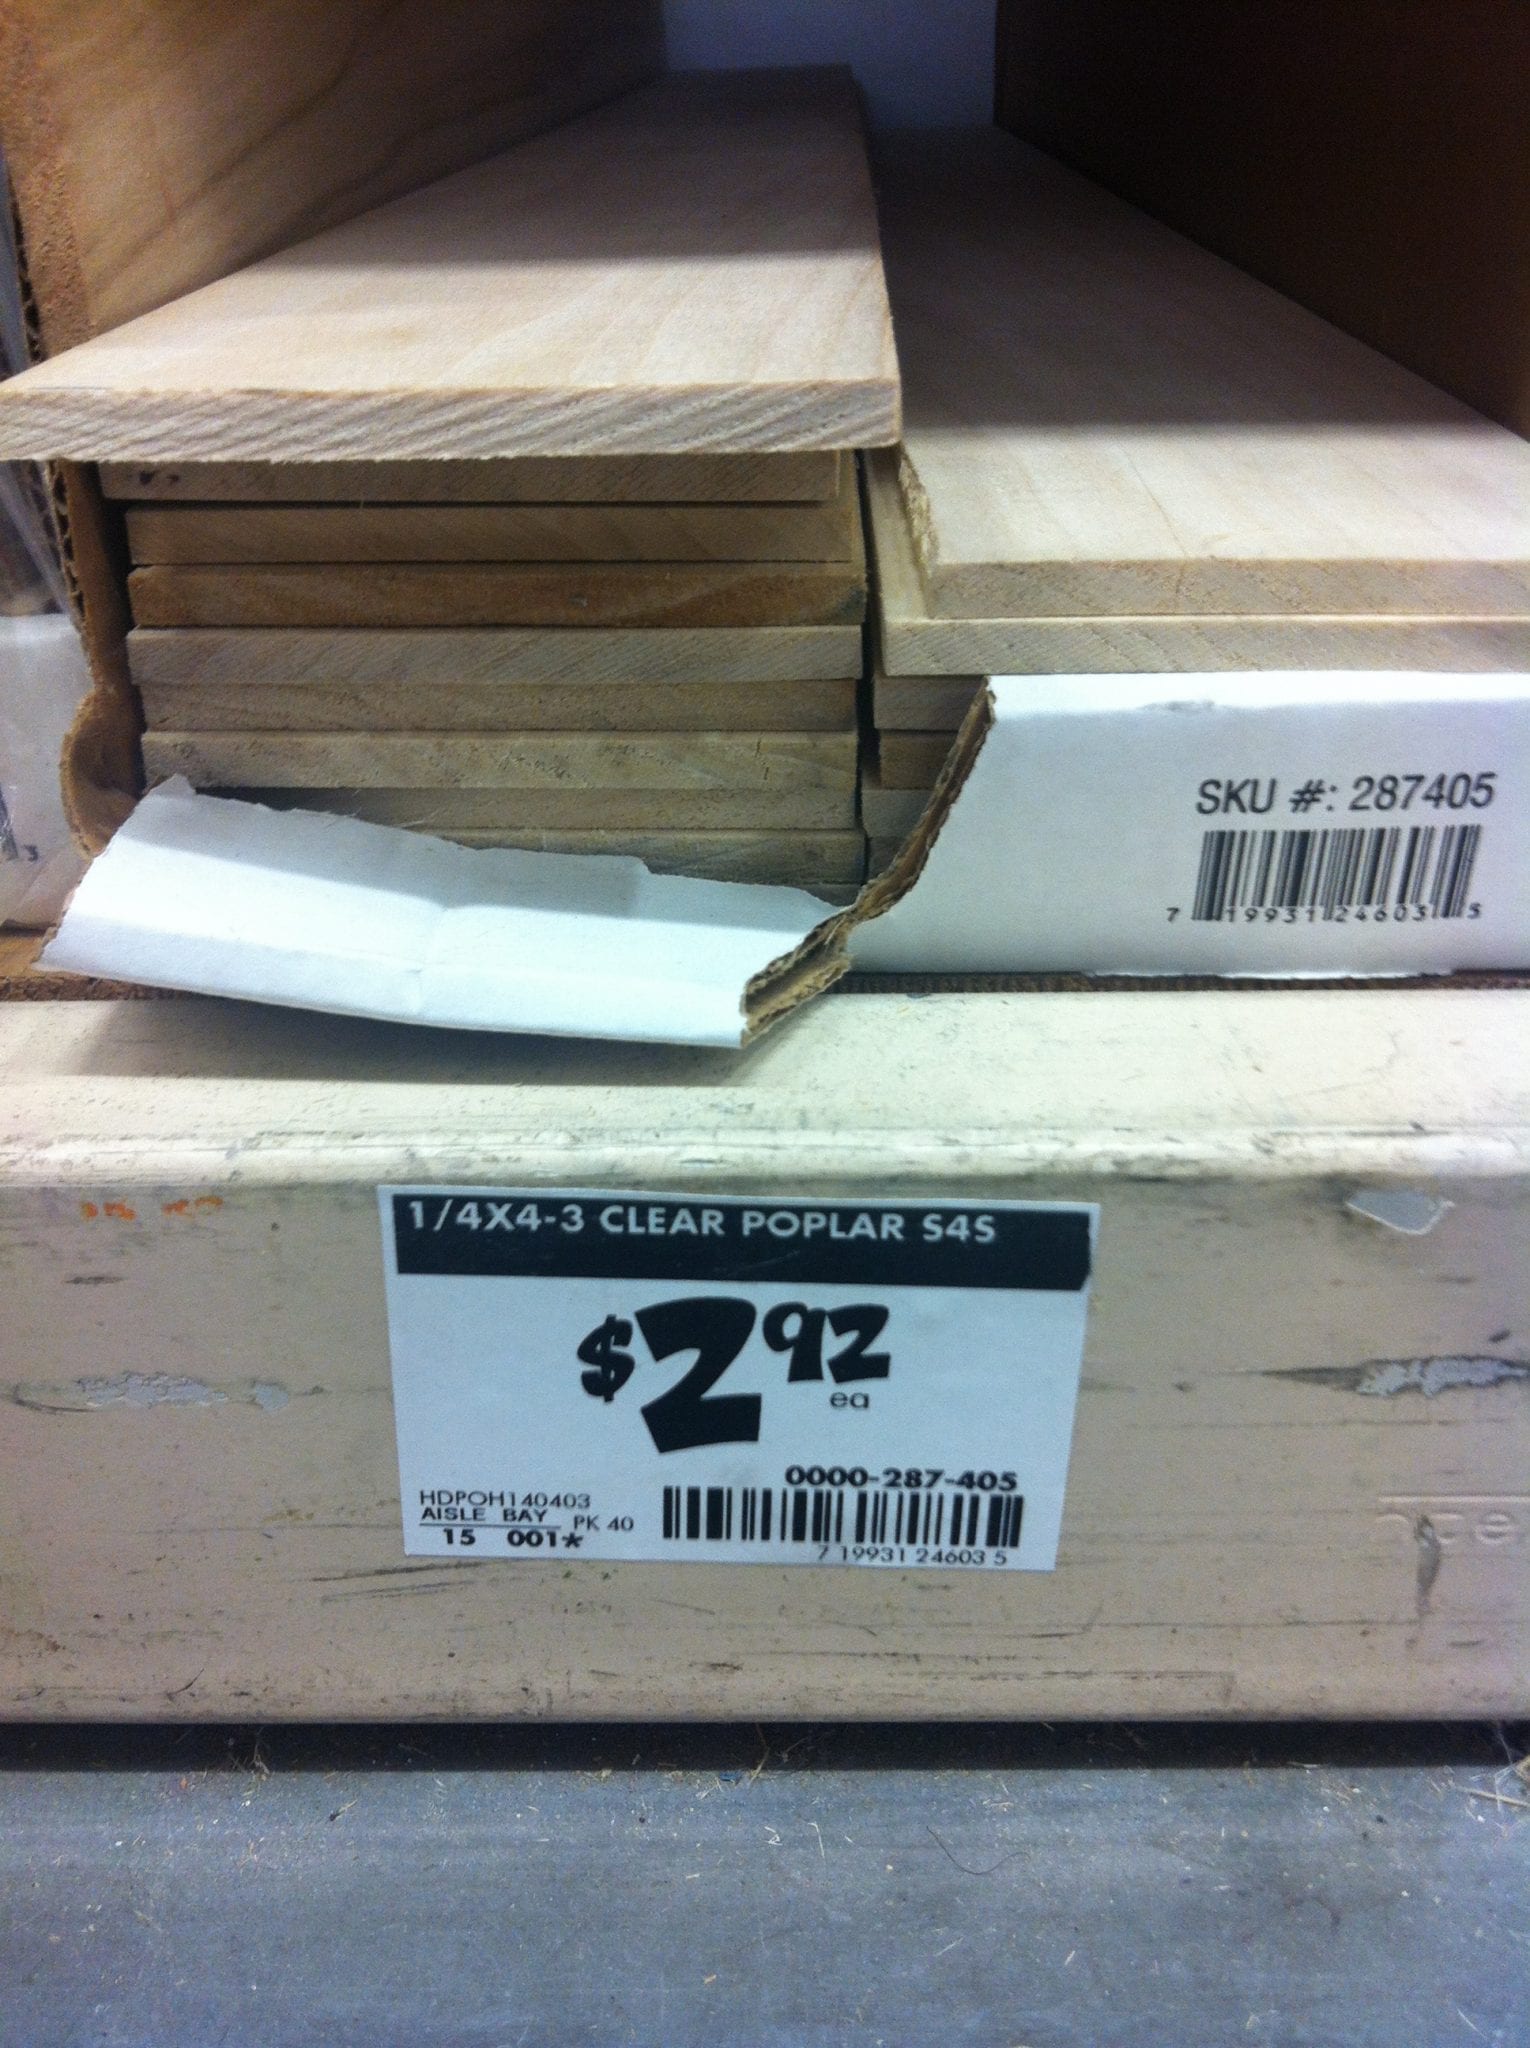 SKU #: 287405
7 19931 24603 5
3
1/4X4-3 CLEAR POPLAR S4S
$2 92
ea
0000-287-405
HDPOH140403
AISLE BAY PK 40
15 001*
7 19931 24603 5